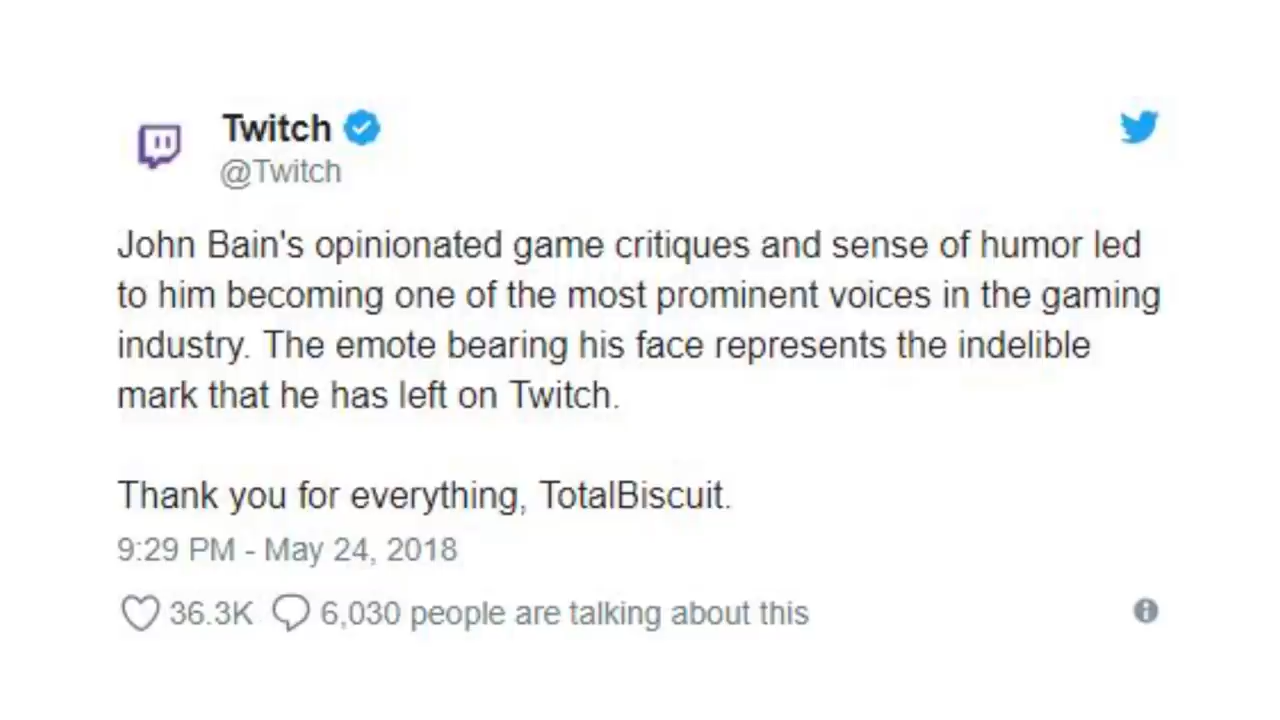 Twitch
@Twitch
John Bain's opinionated game critiques and sense of humor led
to him becoming one of the most prominent voices in the gaming
industry. The emote bearing his face represents the indelible
mark that he has left on Twitch.
Thank you for everything, TotalBiscuit.
9:29 PM - May 24, 2018
36.3K 6,030 people are talking about this